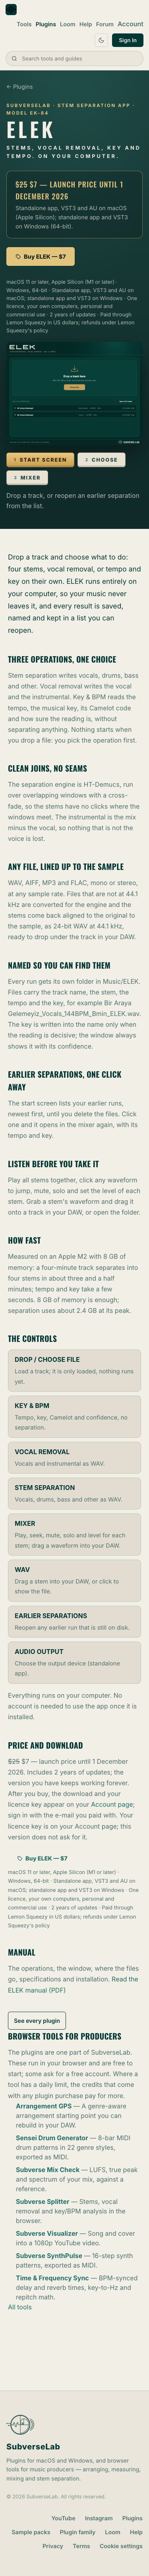 Tools Plugins Loom Help Forum Account
Sign In
Search tools and guides
← Plugins
SUBVERSELAB · STEM SEPARATION APP ·
MODEL EK-84
ELEK
STEMS, VOCAL REMOVAL, KEY AND
TEMPO. ON YOUR COMPUTER.
$25 $7 — LAUNCH PRICE UNTIL 1
DECEMBER 2026
Standalone app, VST3 and AU on macOS
(Apple Silicon); standalone app and VST3
on Windows (64-bit).
Buy ELEK — $7
macOS 11 or later, Apple Silicon (M1 or later) ·
Windows, 64-bit · Standalone app, VST3 and AU on
macOS; standalone app and VST3 on Windows · One
licence, your own computers, personal and
commercial use · 2 years of updates · Paid through
Lemon Squeezy in US dollars; refunds under Lemon
Squeezy's policy
ELEK
Drop a track here
SUBVERSELAB
1 START SCREEN
2 CHOOSE
3 MIXER
Drop a track, or reopen an earlier separation
from the list.
Drop a track and choose what to do:
four stems, vocal removal, or tempo and
key on their own. ELEK runs entirely on
your computer, so your music never
leaves it, and every result is saved,
named and kept in a list you can
reopen.
THREE OPERATIONS, ONE CHOICE
Stem separation writes vocals, drums, bass
and other. Vocal removal writes the vocal
and the instrumental. Key & BPM reads the
tempo, the musical key, its Camelot code
and how sure the reading is, without
separating anything. Nothing starts when
you drop a file: you pick the operation first.
CLEAN JOINS, NO SEAMS
The separation engine is HT-Demucs, run
over overlapping windows with a cross-
fade, so the stems have no clicks where the
windows meet. The instrumental is the mix
minus the vocal, so nothing that is not the
voice is lost.
ANY FILE, LINED UP TO THE SAMPLE
WAV, AIFF, MP3 and FLAC, mono or stereo,
at any sample rate. Files that are not at 44.1
kHz are converted for the engine and the
stems come back aligned to the original to
the sample, as 24-bit WAV at 44.1 kHz,
ready to drop under the track in your DAW.
NAMED SO YOU CAN FIND THEM
Every run gets its own folder in Music/ELEK.
Files carry the track name, the stem, the
tempo and the key, for example Bir Araya
Gelemeyiz_Vocals_144BPM_Bmin_ELEK.wav.
The key is written into the name only when
the reading is decisive; the window always
shows it with its confidence.
EARLIER SEPARATIONS, ONE CLICK
AWAY
The start screen lists your earlier runs,
newest first, until you delete the files. Click
one and it opens in the mixer again, with its
tempo and key.
LISTEN BEFORE YOU TAKE IT
Play all stems together, click any waveform
to jump, mute, solo and set the level of each
stem. Grab a stem's waveform and drag it
onto a track in your DAW, or drop it a folder.
HOW FAST
Measured on an Apple M2 with 8 GB of
memory: a four-minute track separates into
four stems in about three and a half
minutes; tempo and key take a few
seconds. 8 GB of memory is enough;
separation uses about 2.4 GB at its peak.
THE CONTROLS
DROP / CHOOSE FILE
Load a track; it is only loaded, nothing runs
yet.
KEY & BPM
Tempo, key, Camelot and confidence, no
separation.
VOCAL REMOVAL
Vocals and instrumental as WAV.
STEM SEPARATION
Vocals, drums, bass and other as WAV.
MIXER
Play, seek, mute, solo and level for each
stem; drag a waveform into your DAW.
WAV
Drag a stem into your DAW, or click to
show the file.
EARLIER SEPARATIONS
Reopen any earlier run that is still on disk.
AUDIO OUTPUT
Choose the output device (standalone
app).
Everything runs on your computer. No
account is needed to use the app once it is
installed.
PRICE AND DOWNLOAD
$25 $7 — launch price until 1 December
2026. Includes 2 years of updates; the
version you have keeps working forever.
After you buy, the download and your
licence key appear on your Account page;
sign in with the e-mail you paid with. Your
licence key is on your Account page; this
version does not ask for it.
Buy ELEK — $7
macOS 11 or later, Apple Silicon (M1 or later) ·
Windows, 64-bit · Standalone app, VST3 and AU on
macOS; standalone app and VST3 on Windows · One
licence, your own computers, personal and
commercial use · 2 years of updates · Paid through
Lemon Squeezy in US dollars; refunds under Lemon
Squeezy's policy
MANUAL
The operations, the window, where the files
go, specifications and installation. Read the
ELEK manual (PDF)
See every plugin
BROWSER TOOLS FOR PRODUCERS
The plugins are one part of SubverseLab.
These run in your browser and are free to
start; some ask for a free account. Where a
tool has a daily limit, the credits and what
they cost are on its page, separate from
any plugin purchase you may make.
Arrangement GPS — A genre-aware
arrangement starting point you can
rebuild in your DAW.
Sensei Drum Generator — 8-bar MIDI
drum patterns in 22 genre styles,
exported as MIDI.
Subverse Mix Check — LUFS, true peak
and spectrum of your mix, against a
reference.
Subverse Splitter — Stems, vocal
removal and key/BPM analysis in the
browser.
Subverse Visualizer — Song and cover
into a 1080p YouTube video.
Subverse SynthPulse — 16-step synth
patterns, exported as MIDI.
Time & Frequency Sync — BPM-synced
delay and reverb times, key-to-Hz and
repitch math.
All tools
SubverseLab
Plugins for macOS and Windows, and browser
tools for music producers — arranging, measuring,
mixing and stem separation.
© 2026 SubverseLab. All rights reserved.
YouTube Instagram Plugins
Sample packs Plugin family Loom Help
Privacy Terms Cookie settings